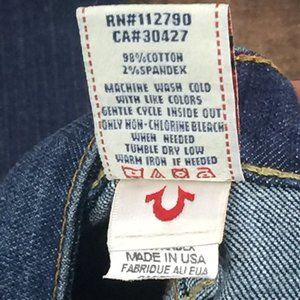 RN#112790
CA#30427
98%COTTON
2%SPANDEX
MACHINE WASH COLD
WITH LIKE COLORS
GENTLE CYCLE INSIDE OUT
ONLY NON-CHLORINE BLEACH
WHEN NEEDED
TUMBLE DRY LOW
WARM IRON IF NEEDED
MADE IN USA
FABRIQUE AU EUA